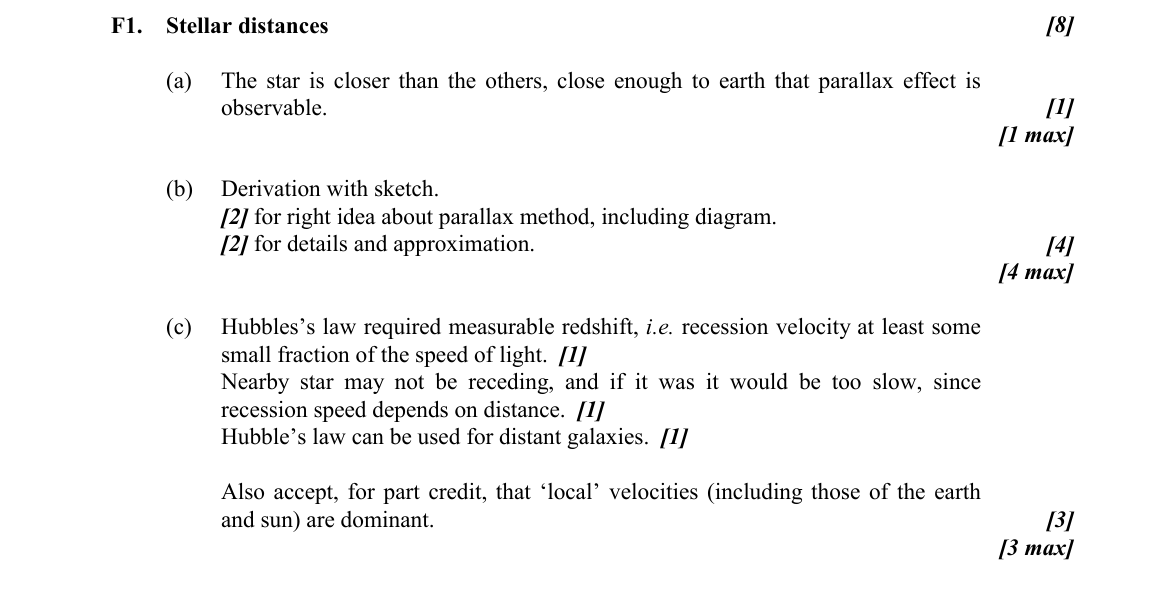 F1. Stellar distances [8]
(a) The star is closer than the others, close enough to earth that parallax effect is
observable. [1]
[1 max]
(b) Derivation with sketch.
[2] for right idea about parallax method, including diagram.
[2] for details and approximation. [4]
[4 max]
(c) Hubbles’s law required measurable redshift, i.e. recession velocity at least some
small fraction of the speed of light. [1]
Nearby star may not be receding, and if it was it would be too slow, since
recession speed depends on distance. [1]
Hubble’s law can be used for distant galaxies. [1]
Also accept, for part credit, that ‘local’ velocities (including those of the earth
and sun) are dominant. [3]
[3 max]